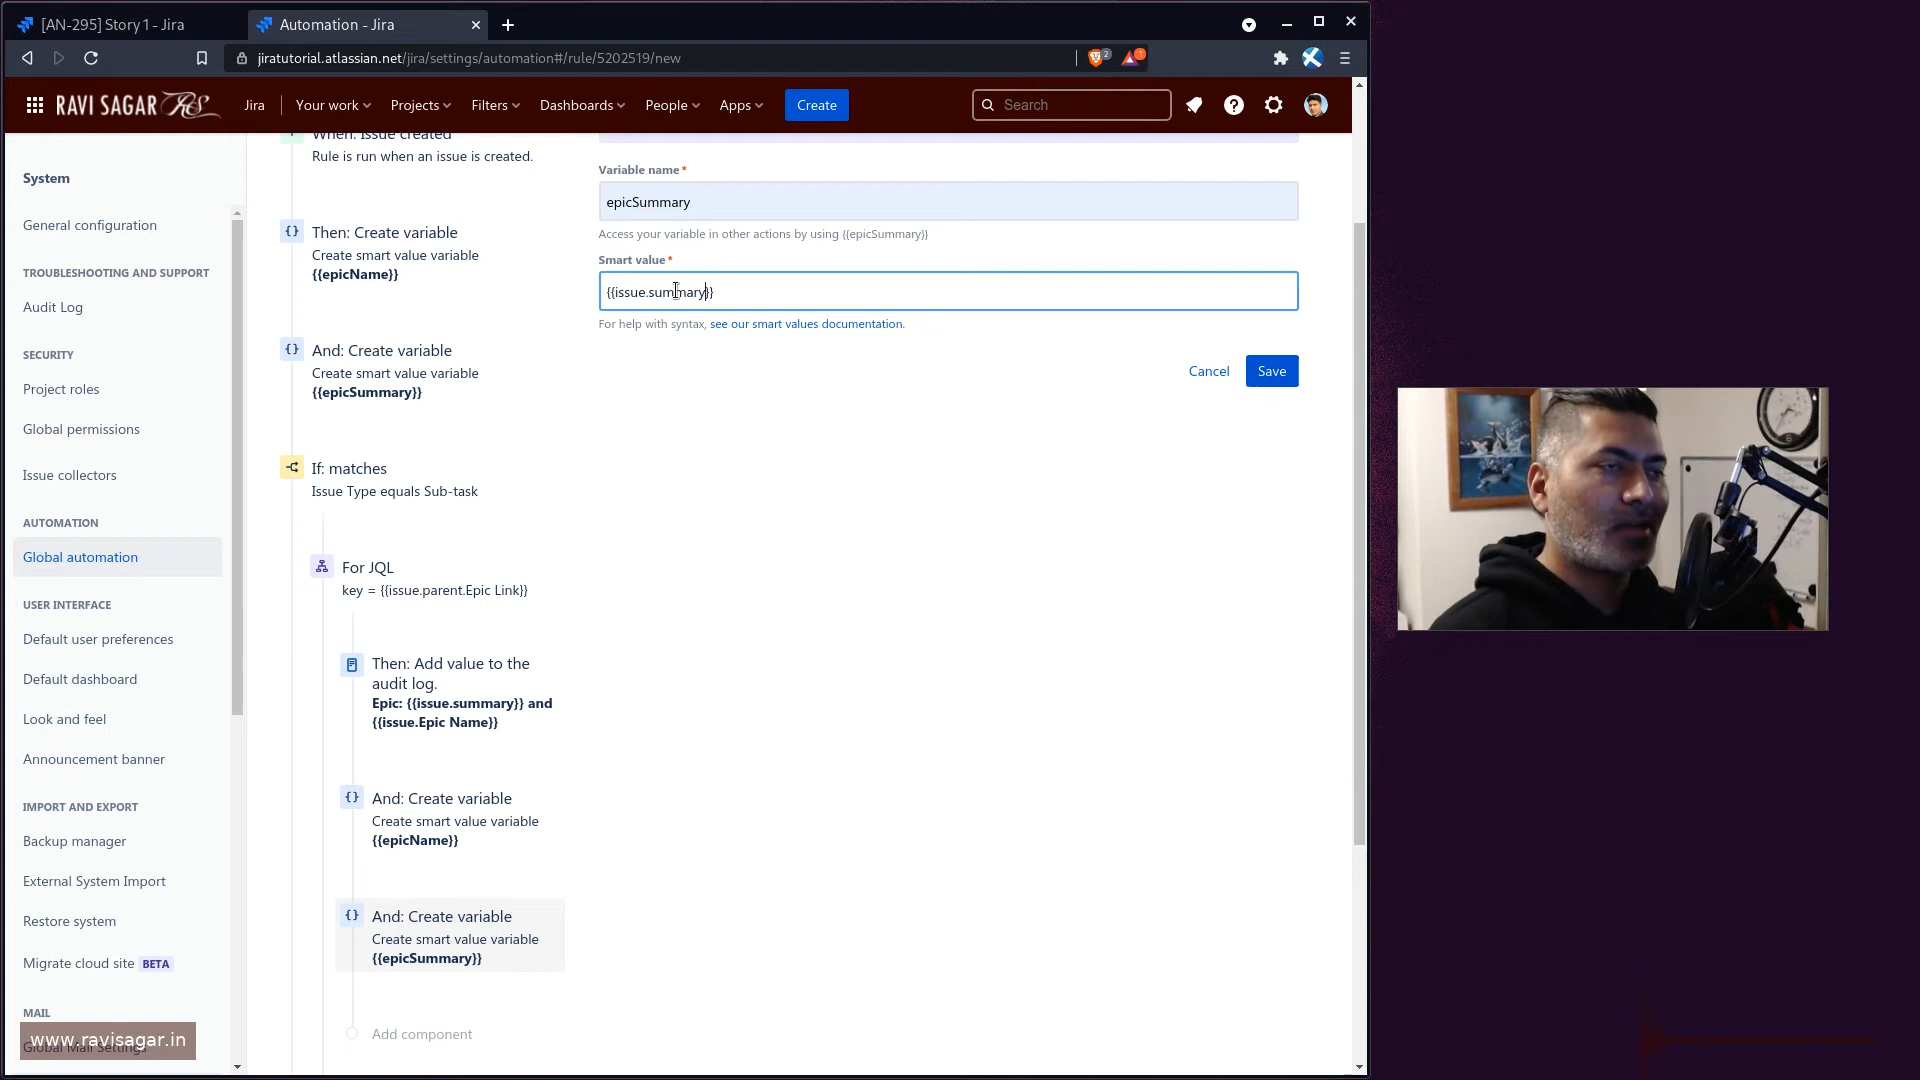 [AN-295] Story 1 - Jira
Automation - Jira
jiratutorial.atlassian.net/jira/settings/automation#/rule/5202519/new
2
1
RAVI SAGAR RS
Jira
Your work
Projects
Filters
Dashboards
People
Apps
Create
Search
System
General configuration
TROUBLESHOOTING AND SUPPORT
Audit Log
SECURITY
Project roles
Global permissions
Issue collectors
AUTOMATION
Global automation
USER INTERFACE
Default user preferences
Default dashboard
Look and feel
Announcement banner
IMPORT AND EXPORT
Backup manager
External System Import
Restore system
Migrate cloud site BETA
MAIL
Global Mail Settings
www.ravisagar.in
When: Issue created
Rule is run when an issue is created.
{} Then: Create variable
Create smart value variable
{{epicName}}
{} And: Create variable
Create smart value variable
{{epicSummary}}
If: matches
Issue Type equals Sub-task
For JQL
key = {{issue.parent.Epic Link}}
Then: Add value to the
audit log.
Epic: {{issue.summary}} and
{{issue.Epic Name}}
{} And: Create variable
Create smart value variable
{{epicName}}
{} And: Create variable
Create smart value variable
{{epicSummary}}
Add component
Variable name *
epicSummary
Access your variable in other actions by using {{epicSummary}}
Smart value *
{{issue.summary}}
For help with syntax, see our smart values documentation.
Cancel
Save